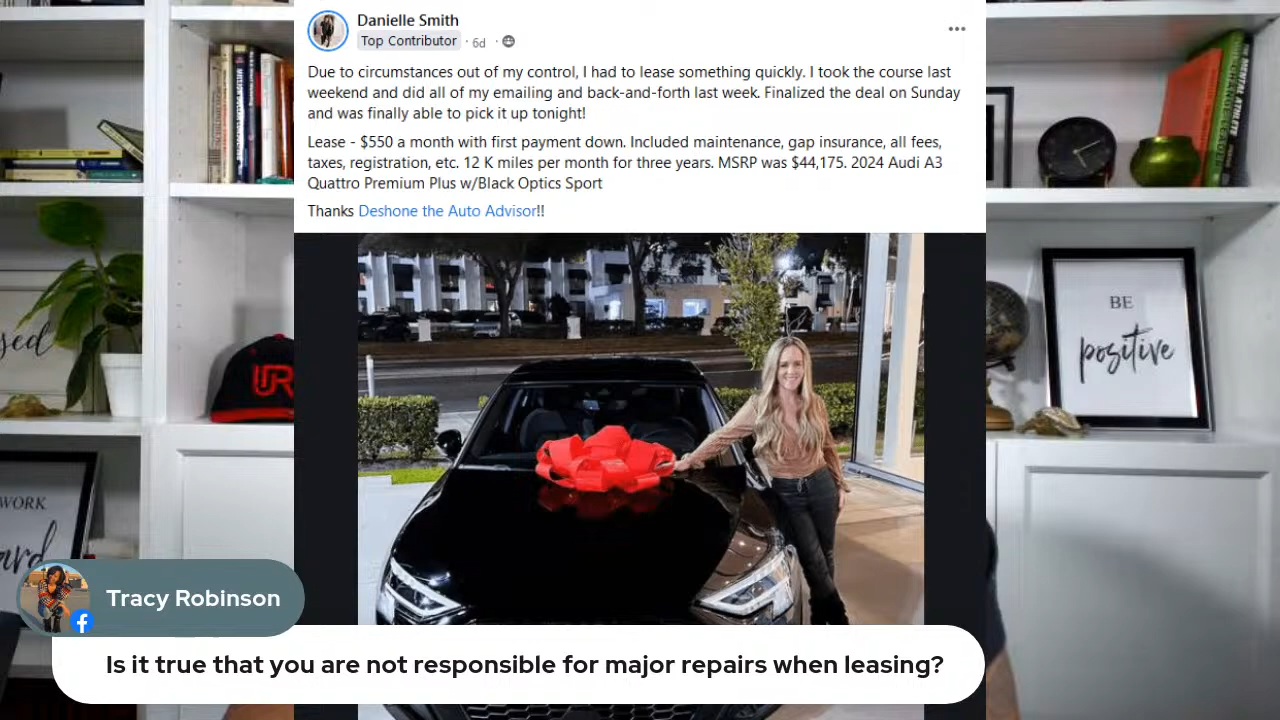 Danielle Smith
Top Contributor · 6d ·
Due to circumstances out of my control, I had to lease something quickly. I took the course last
weekend and did all of my emailing and back-and-forth last week. Finalized the deal on Sunday
and was finally able to pick it up tonight!
Lease - $550 a month with first payment down. Included maintenance, gap insurance, all fees,
taxes, registration, etc. 12 K miles per month for three years. MSRP was $44,175. 2024 Audi A3
Quattro Premium Plus w/Black Optics Sport
Thanks Deshone the Auto Advisor!!
BE
positive
WORK
Tracy Robinson
Is it true that you are not responsible for major repairs when leasing?